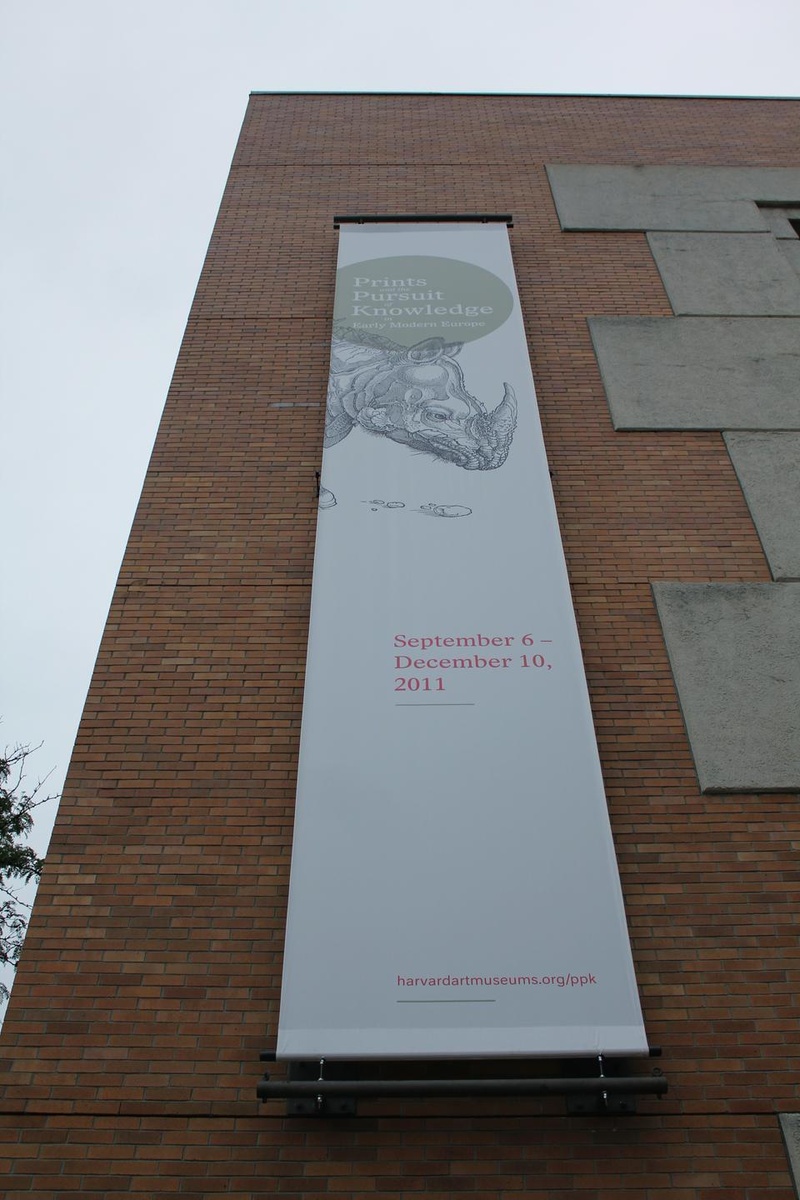 Prints
and the
Pursuit
of
Knowledge
in
Early Modern Europe
September 6 –
December 10,
2011
harvardartmuseums.org/ppk